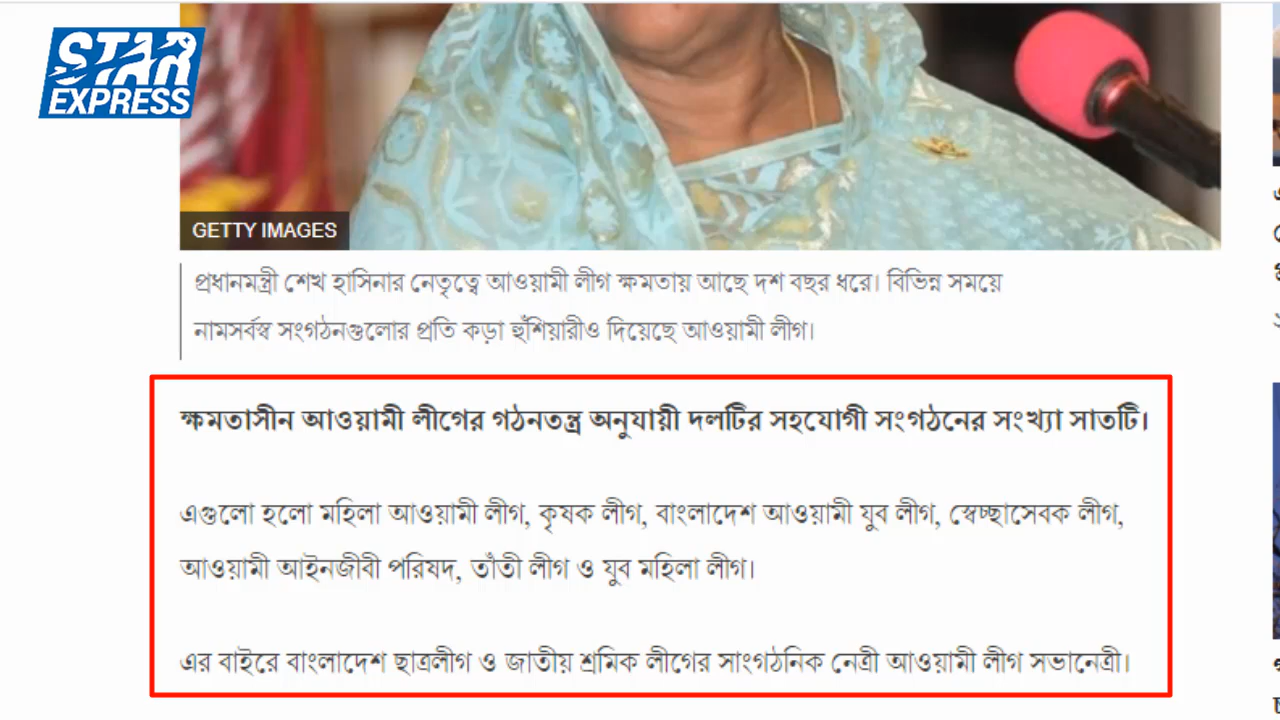 STAR
EXPRESS
GETTY IMAGES
প্রধানমন্ত্রী শেখ হাসিনার নেতৃত্বে আওয়ামী লীগ ক্ষমতায় আছে দশ বছর ধরে। বিভিন্ন সময়ে
নামসর্বস্ব সংগঠনগুলোর প্রতি কড়া হুঁশিয়ারীও দিয়েছে আওয়ামী লীগ।
ক্ষমতাসীন আওয়ামী লীগের গঠনতন্ত্র অনুযায়ী দলটির সহযোগী সংগঠনের সংখ্যা সাতটি।
এগুলো হলো মহিলা আওয়ামী লীগ, কৃষক লীগ, বাংলাদেশ আওয়ামী যুব লীগ, স্বেচ্ছাসেবক লীগ,
আওয়ামী আইনজীবী পরিষদ, তাঁতী লীগ ও যুব মহিলা লীগ।
এর বাইরে বাংলাদেশ ছাত্রলীগ ও জাতীয় শ্রমিক লীগের সাংগঠনিক নেত্রী আওয়ামী লীগ সভানেত্রী।